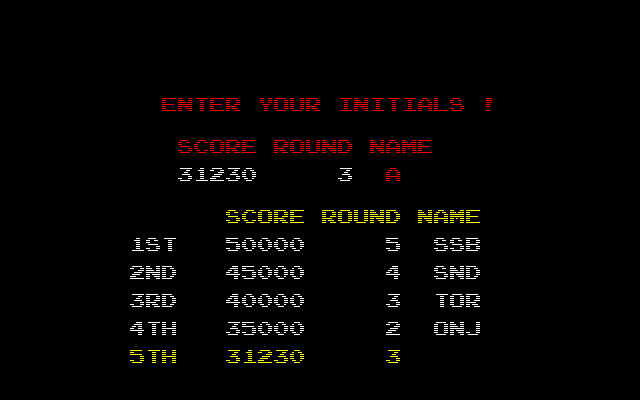 ENTER YOUR INITIALS !
SCORE ROUND NAME
31230 3 A
SCORE ROUND NAME
1ST 50000 5 SSB
2ND 45000 4 SND
3RD 40000 3 TOR
4TH 35000 2 ONJ
5TH 31230 3